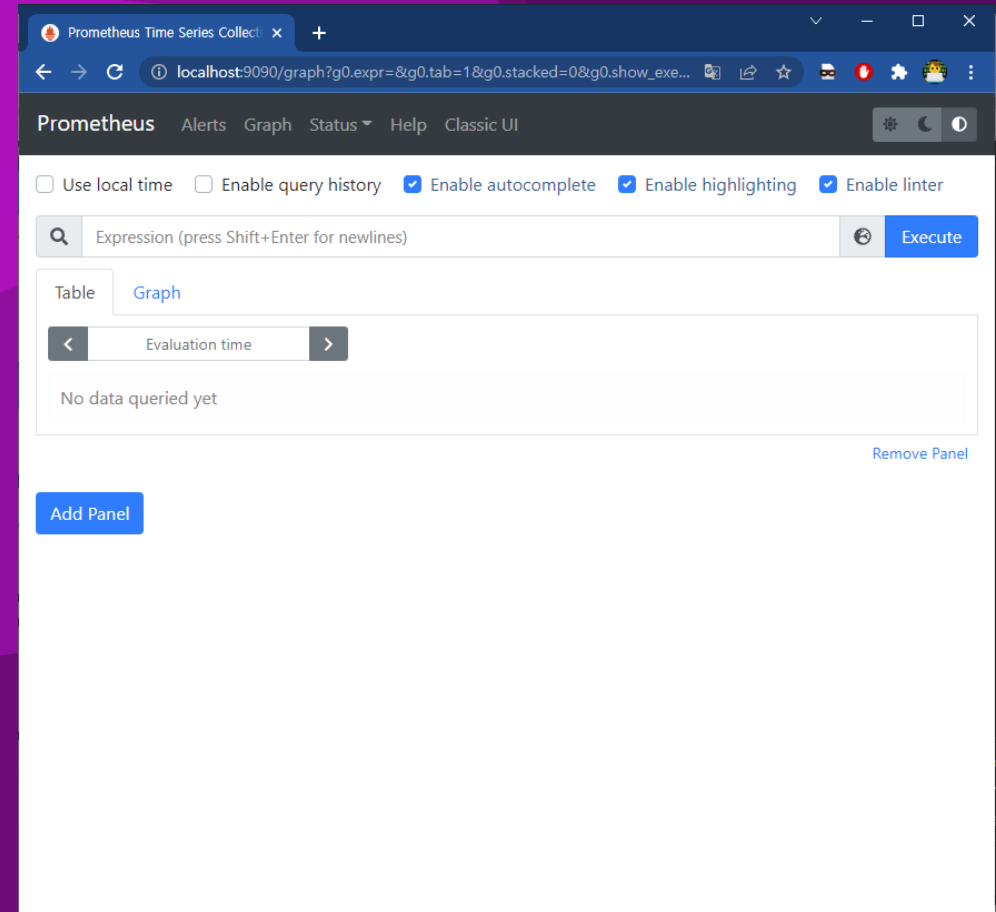 Prometheus Time Series Collecti
localhost:9090/graph?g0.expr=&g0.tab=1&g0.stacked=0&g0.show_exe...
Prometheus Alerts Graph Status Help Classic UI
Use local time Enable query history Enable autocomplete Enable highlighting Enable linter
Expression (press Shift+Enter for newlines) Execute
Table Graph
Evaluation time
No data queried yet
Remove Panel
Add Panel